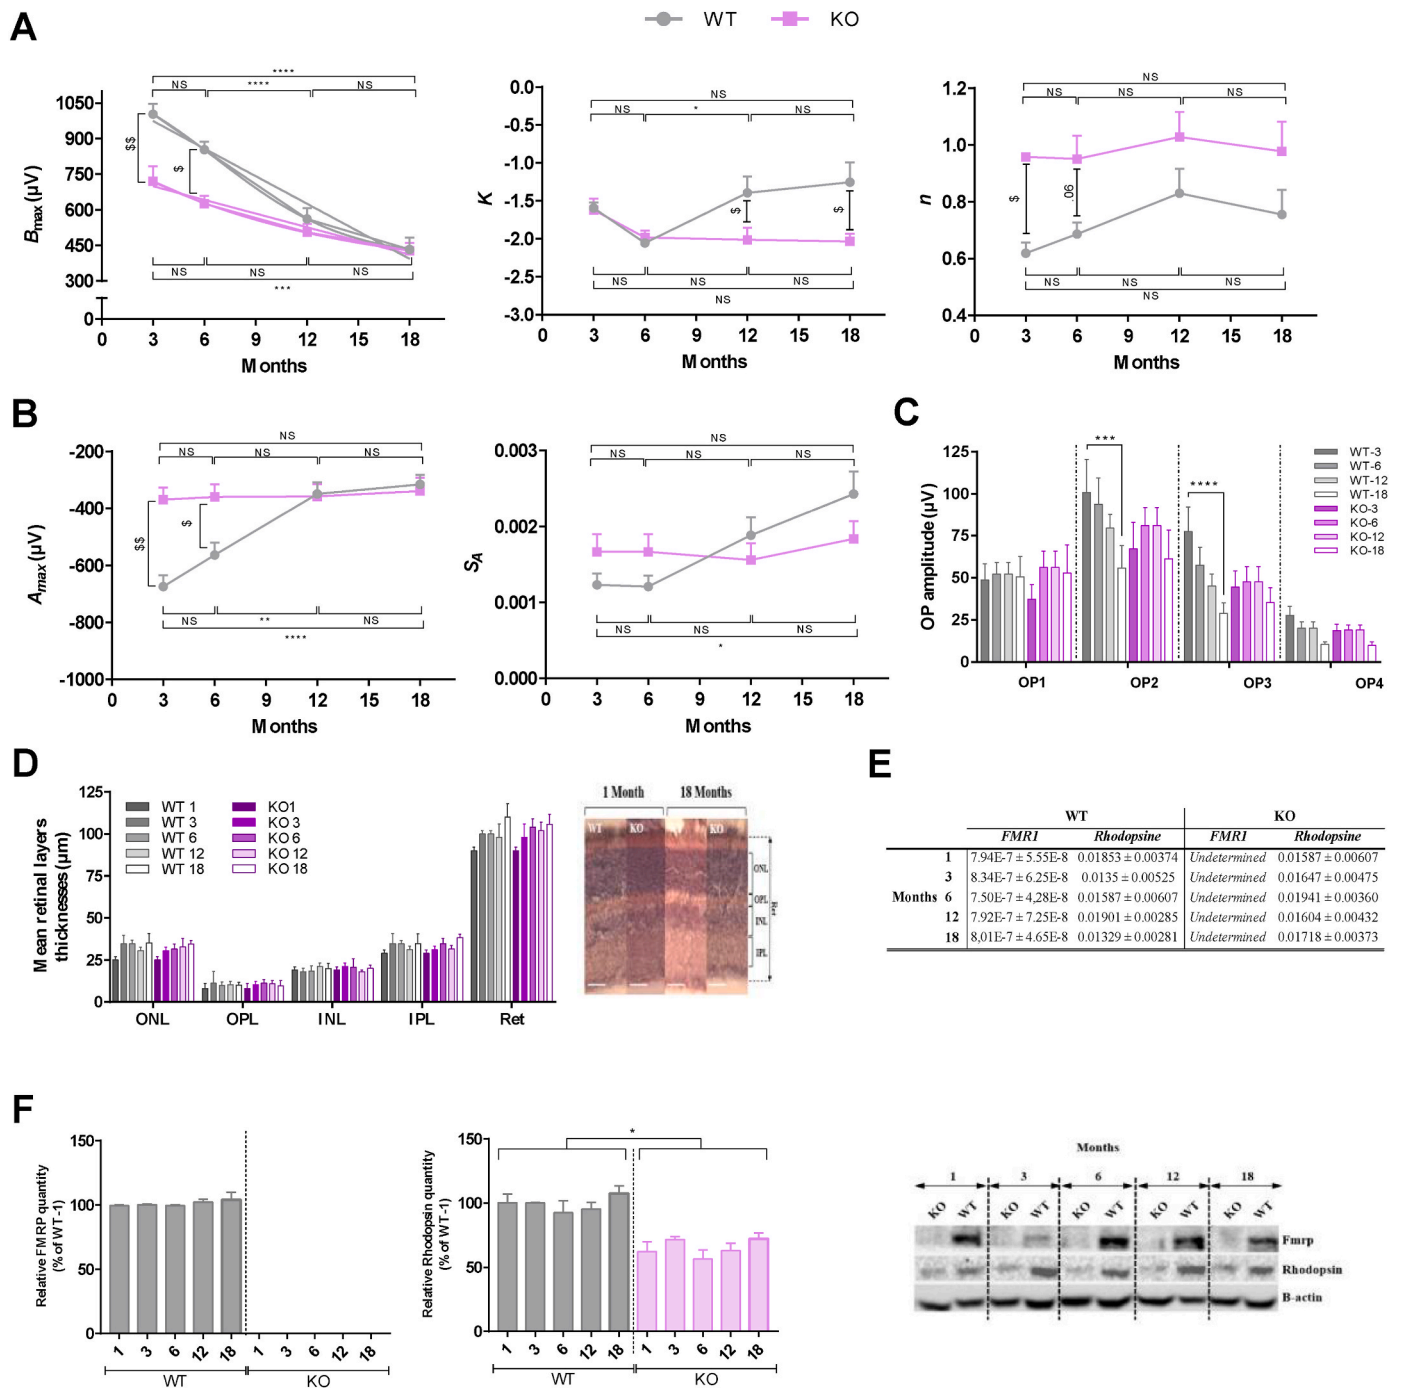 A
WT KO
1050
900
750
600
450
300
0
Bmax (µV)
****
NS **** NS
$$
$
NS NS NS
***
0 3 6 9 12 15 18
Months
0.0
-0.5
-1.0
-1.5
-2.0
-2.5
-3.0
K
NS
NS * NS
$
$
NS NS NS
NS
0 3 6 9 12 15 18
Months
1.2
1.0
0.8
0.6
0.4
n
NS
NS NS NS
$
.06
NS NS NS
NS
0 3 6 9 12 15 18
Months
B
-200
-400
-600
-800
-1000
Amax (µV)
NS
NS NS NS
$$
$
NS ** NS
****
0 3 6 9 12 15 18
Months
0.003
0.002
0.001
0.000
SA
NS
NS NS NS
NS NS NS
*
0 3 6 9 12 15 18
Months
C
125
100
75
50
25
0
OP amplitude (µV)
***
****
WT-3
WT-6
WT-12
WT-18
KO-3
KO-6
KO-12
KO-18
OP1 OP2 OP3 OP4
D
125
100
75
50
25
0
Mean retinal layers
thicknesses (µm)
WT 1 KO1
WT 3 KO 3
WT 6 KO 6
WT 12 KO 12
WT 18 KO 18
ONL OPL INL IPL Ret
1 Month 18 Months
WT KO KO
ONL
OPL
INL
IPL
Ret
E
WT KO
FMR1 Rhodopsine FMR1 Rhodopsine
1 7.94E-7 ± 5.55E-8 0.01853 ± 0.00374 Undetermined 0.01587 ± 0.00607
3 8.34E-7 ± 6.25E-8 0.0135 ± 0.00525 Undetermined 0.01647 ± 0.00475
Months 6 7.50E-7 ± 4,28E-8 0.01587 ± 0.00607 Undetermined 0.01941 ± 0.00360
12 7.92E-7 ± 7.25E-8 0.01901 ± 0.00285 Undetermined 0.01604 ± 0.00432
18 8,01E-7 ± 4.65E-8 0.01329 ± 0.00281 Undetermined 0.01718 ± 0.00373
F
150
100
50
0
Relative FMRP quantity
(% of WT-1)
1 3 6 12 18 1 3 6 12 18
WT KO
150
100
50
0
Relative Rhodopsin quantity
(% of WT-1)
*
1 3 6 12 18 1 3 6 12 18
WT KO
Months
1 3 6 12 18
KO WT KO WT KO WT KO WT KO WT
Fmrp
Rhodopsin
B-actin